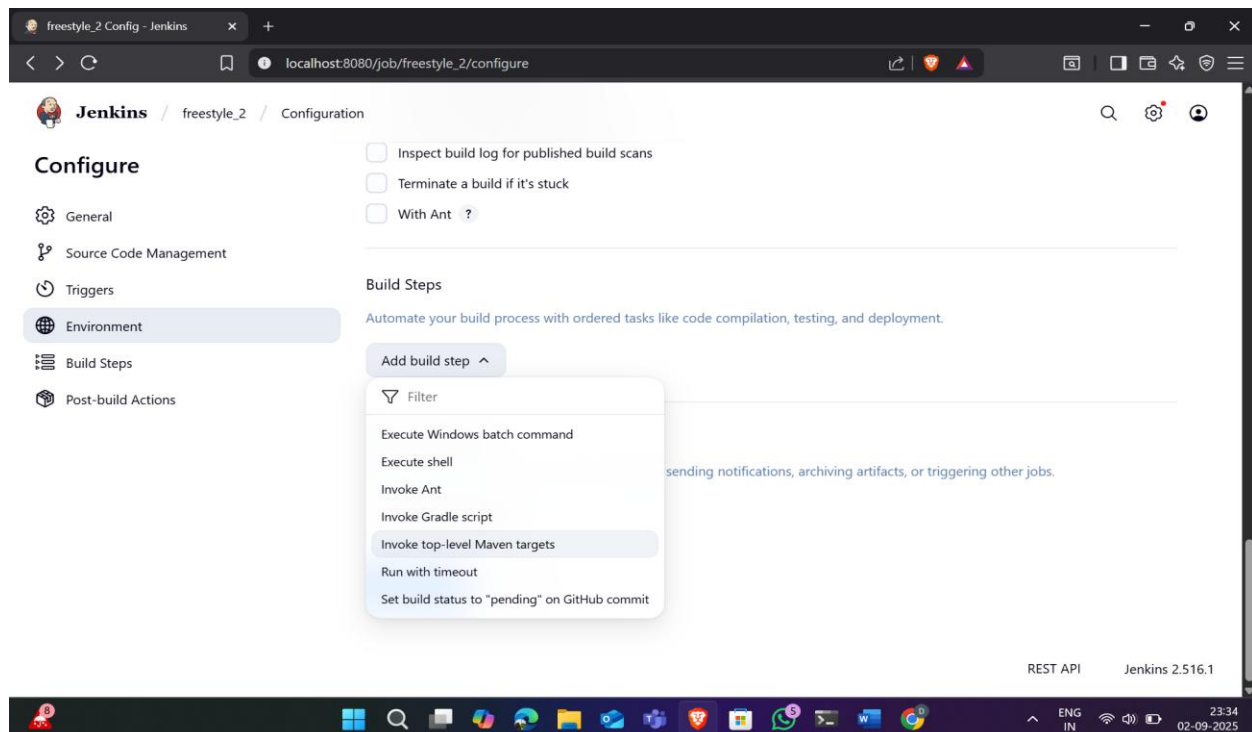 freestyle_2 Config - Jenkins
localhost:8080/job/freestyle_2/configure
Jenkins / freestyle_2 / Configuration
Configure
General
Source Code Management
Triggers
Environment
Build Steps
Post-build Actions
Inspect build log for published build scans
Terminate a build if it's stuck
With Ant ?
Build Steps
Automate your build process with ordered tasks like code compilation, testing, and deployment.
Add build step
Filter
Execute Windows batch command
Execute shell
Invoke Ant
Invoke Gradle script
Invoke top-level Maven targets
Run with timeout
Set build status to "pending" on GitHub commit
sending notifications, archiving artifacts, or triggering other jobs.
REST API Jenkins 2.516.1
8
5
ENG
IN
23:34
02-09-2025